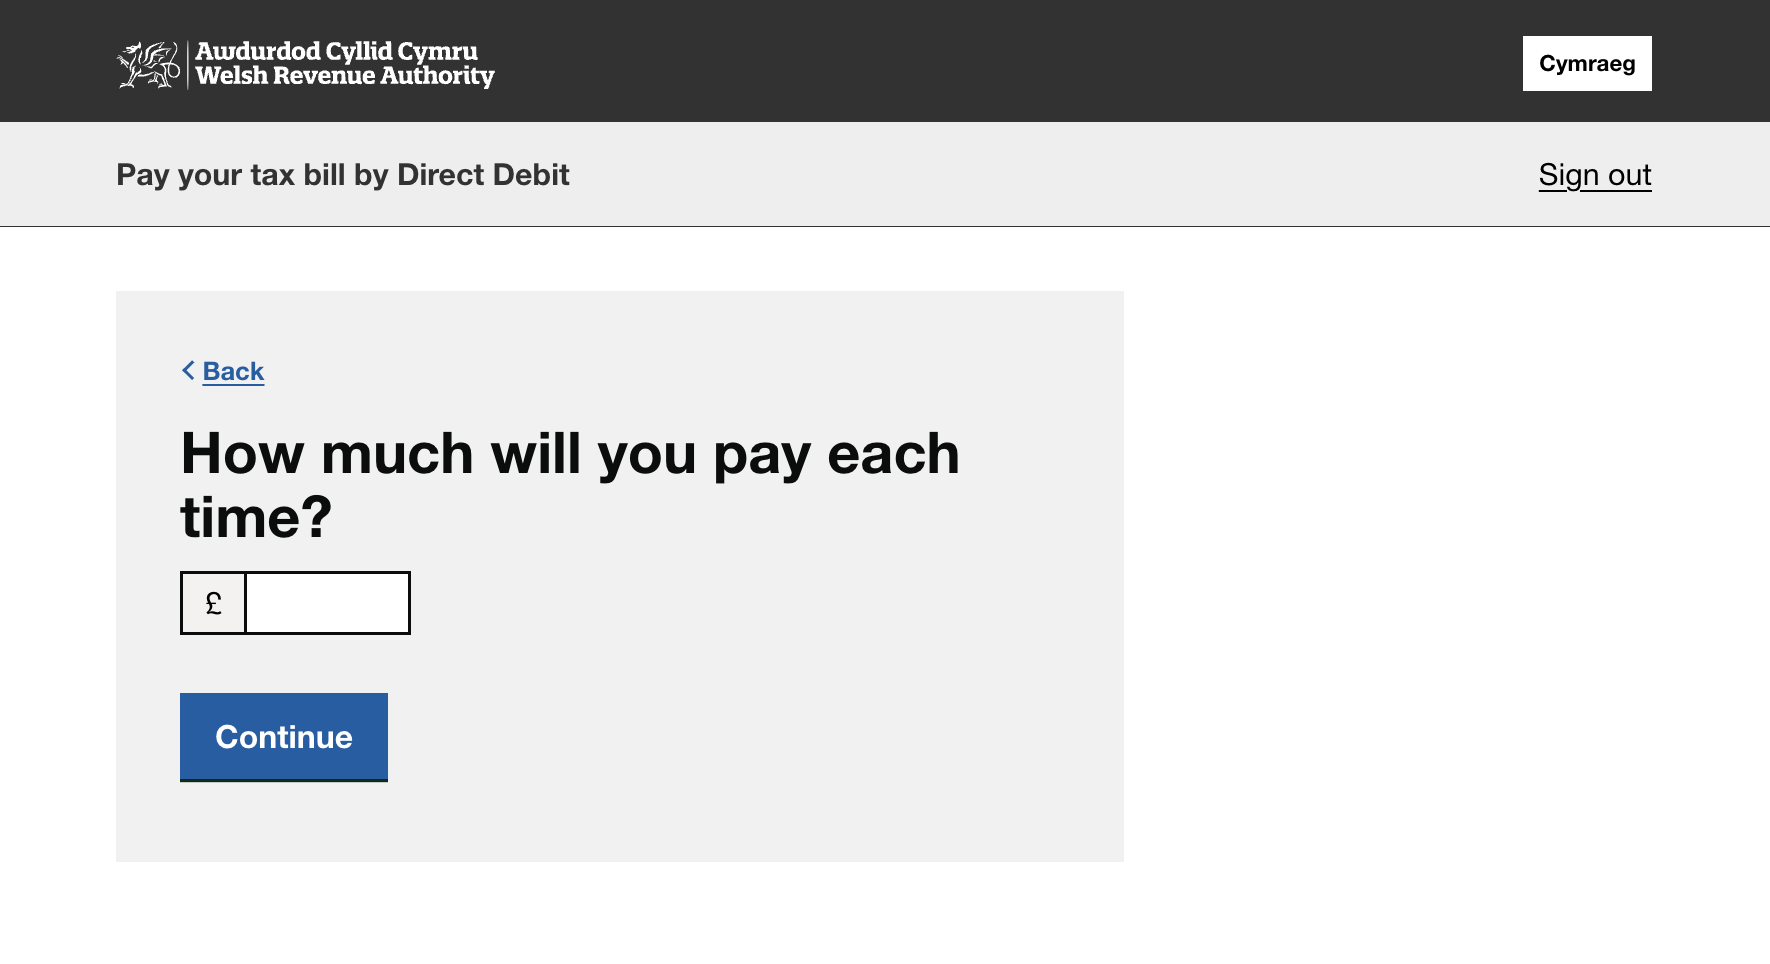 Awdurdod Cyllid Cymru
Welsh Revenue Authority
Cymraeg
Pay your tax bill by Direct Debit
Sign out
Back
How much will you pay each
time?
£
Continue